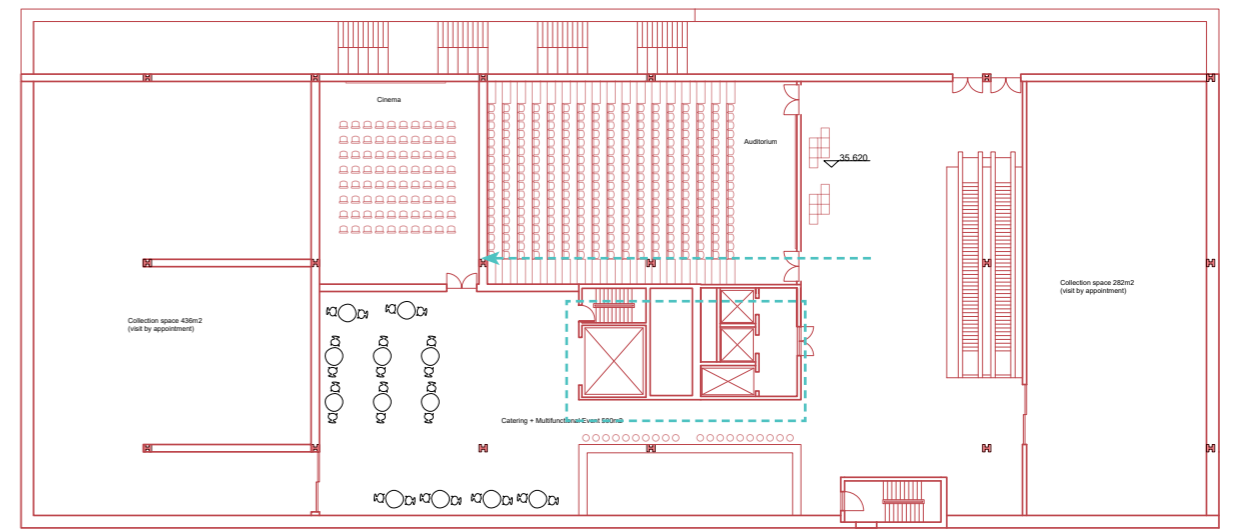 Cinema
Auditorium
35.620
Collection space 282m2
(visit by appointment)
Collection space 436m2
(visit by appointment)
Catering + Multifunctional Event 590m2